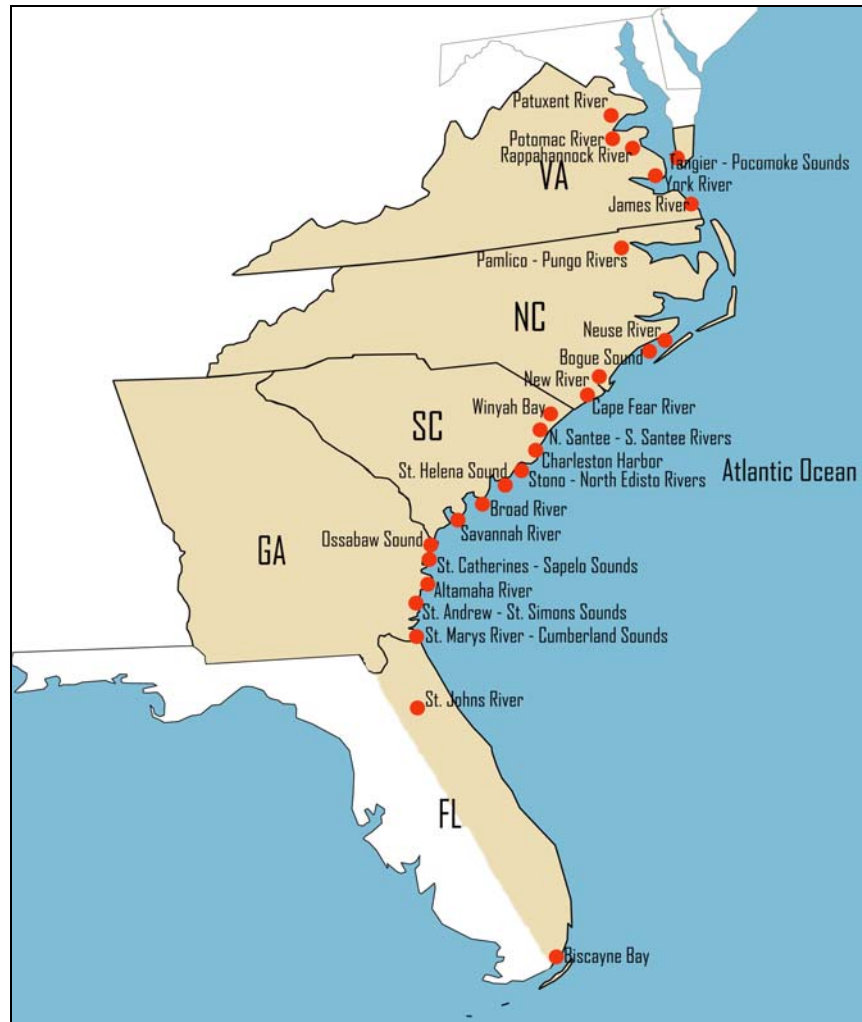 Patuxent River
Potomac River
Rappahannock River
Tangier - Pocomoke Sounds
VA
York River
James River
Pamlico - Pungo Rivers
NC
Neuse River
Bogue Sound
New River
Cape Fear River
Winyah Bay
SC
N. Santee - S. Santee Rivers
Charleston Harbor
St. Helena Sound
Atlantic Ocean
Stono - North Edisto Rivers
Broad River
Savannah River
Ossabaw Sound
GA
St. Catherines - Sapelo Sounds
Altamaha River
St. Andrew - St. Simons Sounds
St. Marys River - Cumberland Sounds
St. Johns River
FL
Biscayne Bay